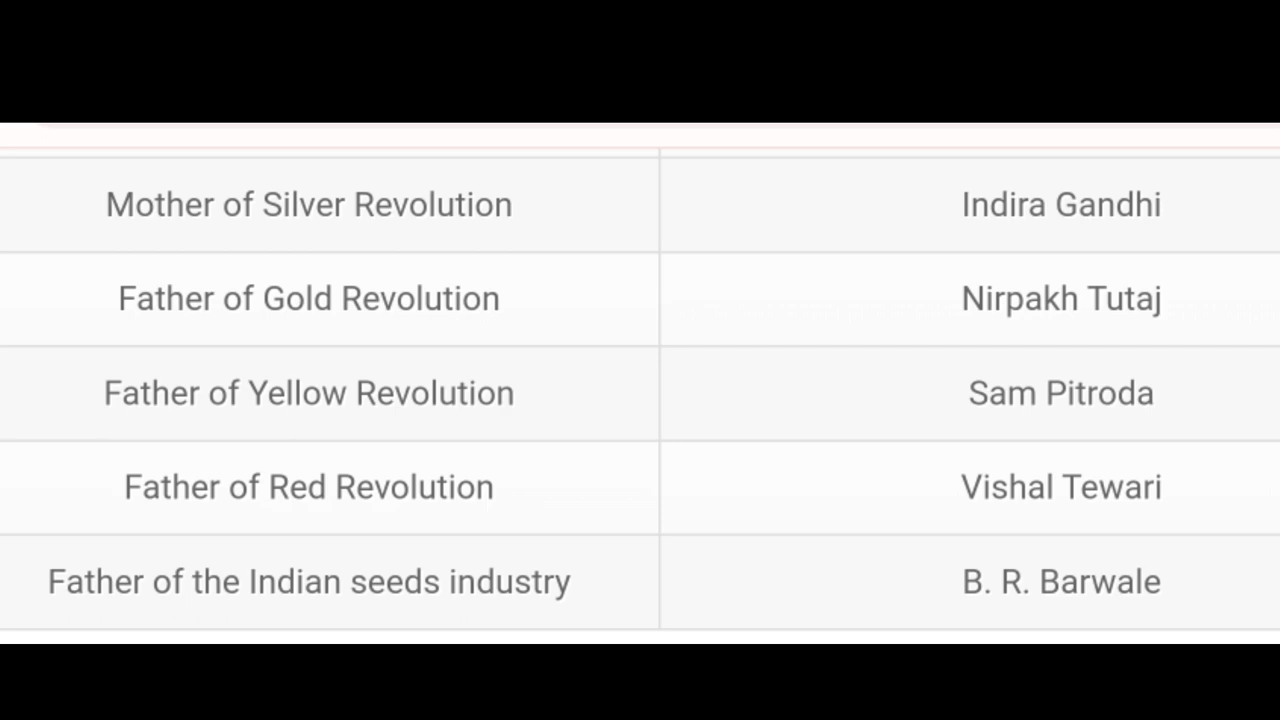 Mother of Silver Revolution Indira Gandhi
Father of Gold Revolution Nirpakh Tutaj
Father of Yellow Revolution Sam Pitroda
Father of Red Revolution Vishal Tewari
Father of the Indian seeds industry B. R. Barwale